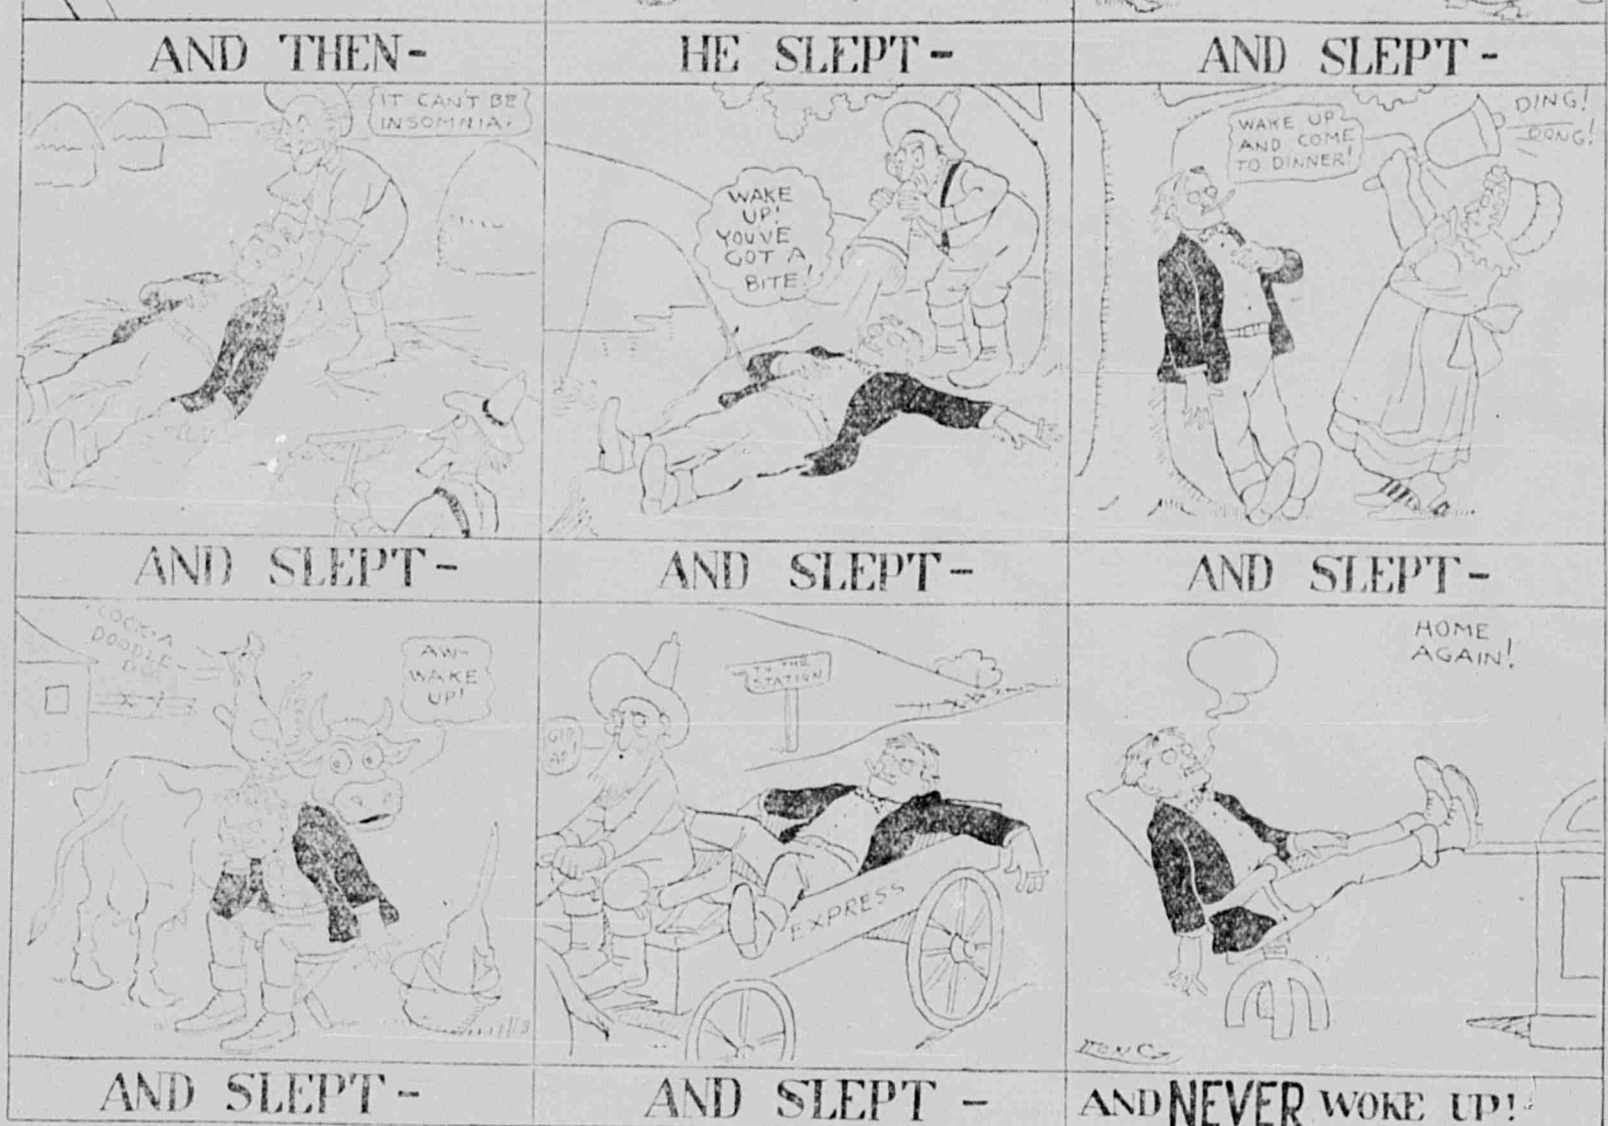 AND THEN-
HE SLEPT-
AND SLEPT-
IT CAN'T BE
INSOMNIA.
WAKE
UP!
YOU'VE
GOT A
BITE!
WAKE UP
AND COME
TO DINNER!
DING!
DONG!
AND SLEPT-
AND SLEPT-
AND SLEPT-
COCK-A
DOODLE-
AW-
WAKE
UP!
GID
AP
TO THE
STATION
EXPRESS
HOME
AGAIN!
AND SLEPT-
AND SLEPT -
AND NEVER WOKE UP!